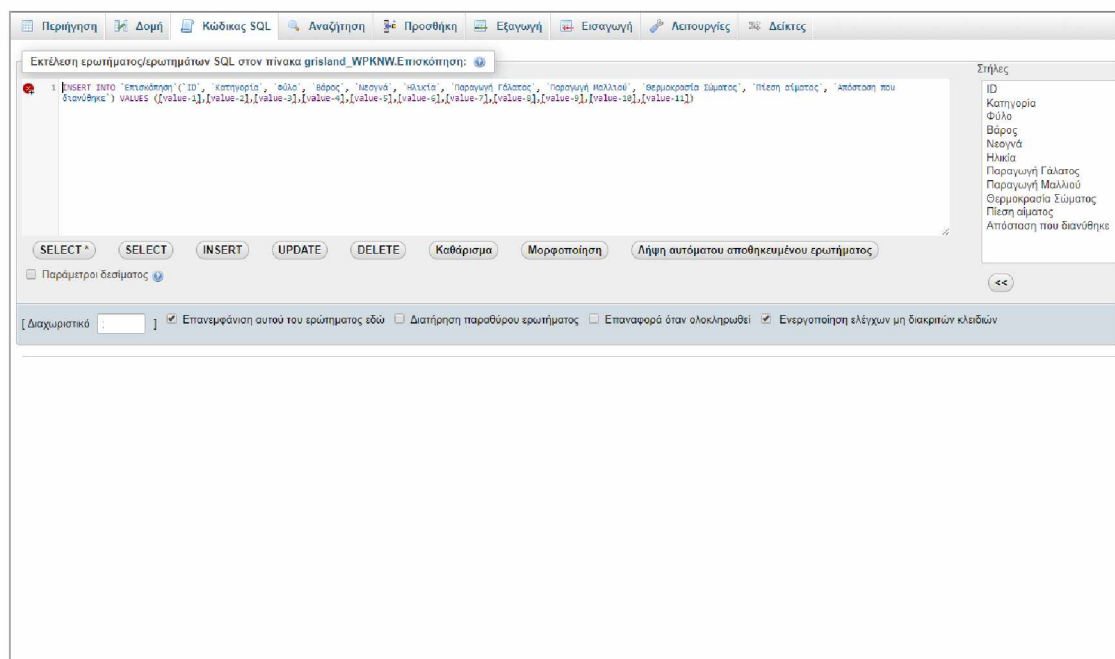 Περιήγηση Δομή Κώδικας SQL Αναζήτηση Προσθήκη Εξαγωγή Εισαγωγή Λειτουργίες Δείκτες
Εκτέλεση ερωτήματος/ερωτημάτων SQL στον πίνακα grisland_WPKNW.Επισκόπηση:
1 INSERT INTO `Επισκόπηση`(`ID`, `Κατηγορία`, `Φύλο`, `Βάρος`, `Νεογνά`, `Ηλικία`, `Παραγωγή Γάλατος`, `Παραγωγή Μαλλιού`, `Θερμοκρασία Σώματος`, `Πίεση αίματος`, `Απόσταση που
διανύθηκε`) VALUES ([value-1],[value-2],[value-3],[value-4],[value-5],[value-6],[value-7],[value-8],[value-9],[value-10],[value-11])
Στήλες
ID
Κατηγορία
Φύλο
Βάρος
Νεογνά
Ηλικία
Παραγωγή Γάλατος
Παραγωγή Μαλλιού
Θερμοκρασία Σώματος
Πίεση αίματος
Απόσταση που διανύθηκε
SELECT * SELECT INSERT UPDATE DELETE Καθάρισμα Μορφοποίηση Λήψη αυτόματου αποθηκευμένου ερωτήματος
Παράμετροι δεσίματος
<<
[ Διαχωριστικό ; ] Επανεμφάνιση αυτού του ερώτηματος εδώ Διατήρηση παραθύρου ερωτήματος Επαναφορά όταν ολοκληρωθεί Ενεργοποίηση ελέγχων μη διακριτών κλειδιών